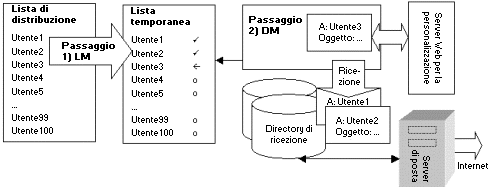 Lista di
distribuzione
Utente1
Utente2
Utente3
Utente4
Utente5
...
Utente99
Utente100
Passaggio
1) LM
Lista
temporanea
Utente1 ✓
Utente2 ✓
Utente3 ←
Utente4 o
Utente5 o
...
Utente99 o
Utente100 o
Passaggio
2) DM
A: Utente3
Oggetto: ...
Server Web per la
personalizzazione
Rice-
zione
A: Utente1
A: Utente2
Oggetto: ...
Directory di
ricezione
Server
di posta
Internet